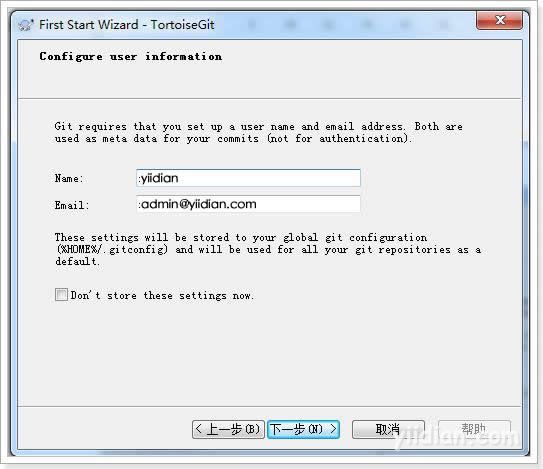 First Start Wizard - TortoiseGit
Configure user information
Git requires that you set up a user name and email address. Both are
used as meta data for your commits (not for authentication).
Name: :yiidian
Email: :admin@yiidian.com
These settings will be stored to your global git configuration
(%HOME%/.gitconfig) and will be used for all your git repositories as a
default.
Don't store these settings now.
< 上一步(B) 下一步(N) > 取消 帮助
yiidian.com